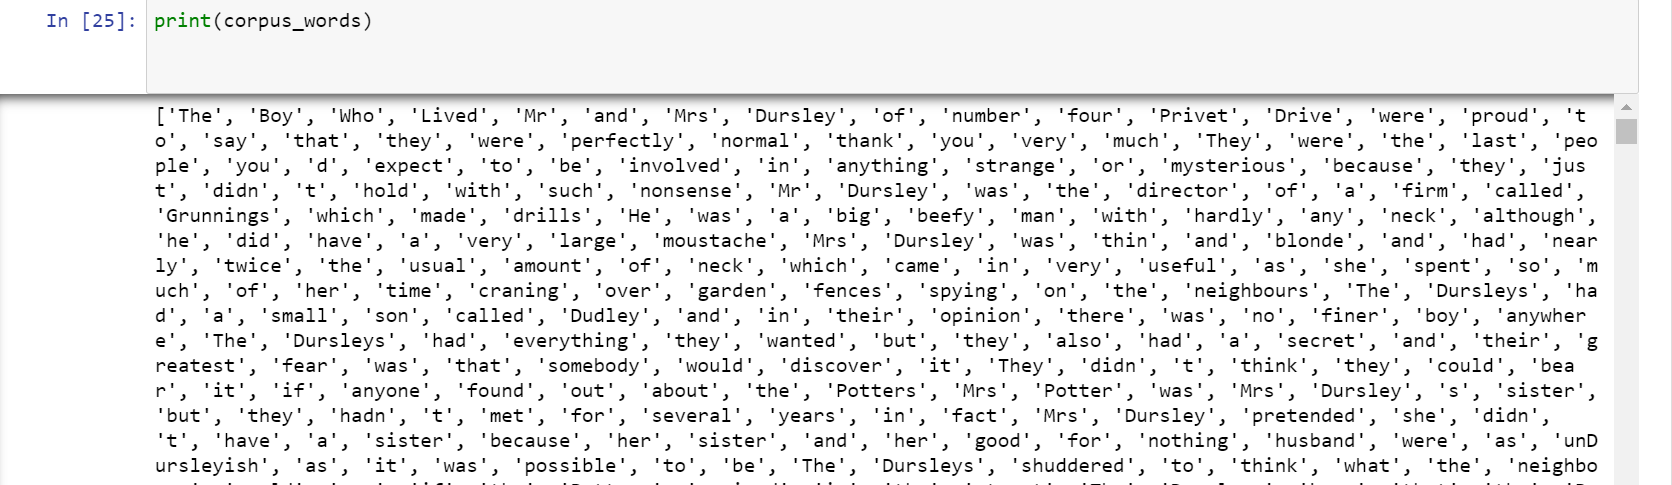 In [25]: print(corpus_words)
['The', 'Boy', 'Who', 'Lived', 'Mr', 'and', 'Mrs', 'Dursley', 'of', 'number', 'four', 'Privet', 'Drive', 'were', 'proud', 't
o', 'say', 'that', 'they', 'were', 'perfectly', 'normal', 'thank', 'you', 'very', 'much', 'They', 'were', 'the', 'last', 'peo
ple', 'you', 'd', 'expect', 'to', 'be', 'involved', 'in', 'anything', 'strange', 'or', 'mysterious', 'because', 'they', 'jus
t', 'didn', 't', 'hold', 'with', 'such', 'nonsense', 'Mr', 'Dursley', 'was', 'the', 'director', 'of', 'a', 'firm', 'called',
'Grunnings', 'which', 'made', 'drills', 'He', 'was', 'a', 'big', 'beefy', 'man', 'with', 'hardly', 'any', 'neck', 'although',
'he', 'did', 'have', 'a', 'very', 'large', 'moustache', 'Mrs', 'Dursley', 'was', 'thin', 'and', 'blonde', 'and', 'had', 'near
ly', 'twice', 'the', 'usual', 'amount', 'of', 'neck', 'which', 'came', 'in', 'very', 'useful', 'as', 'she', 'spent', 'so', 'm
uch', 'of', 'her', 'time', 'craning', 'over', 'garden', 'fences', 'spying', 'on', 'the', 'neighbours', 'The', 'Dursleys', 'ha
d', 'a', 'small', 'son', 'called', 'Dudley', 'and', 'in', 'their', 'opinion', 'there', 'was', 'no', 'finer', 'boy', 'anywher
e', 'The', 'Dursleys', 'had', 'everything', 'they', 'wanted', 'but', 'they', 'also', 'had', 'a', 'secret', 'and', 'their', 'g
reatest', 'fear', 'was', 'that', 'somebody', 'would', 'discover', 'it', 'They', 'didn', 't', 'think', 'they', 'could', 'bea
r', 'it', 'if', 'anyone', 'found', 'out', 'about', 'the', 'Potters', 'Mrs', 'Potter', 'was', 'Mrs', 'Dursley', 's', 'sister',
'but', 'they', 'hadn', 't', 'met', 'for', 'several', 'years', 'in', 'fact', 'Mrs', 'Dursley', 'pretended', 'she', 'didn',
't', 'have', 'a', 'sister', 'because', 'her', 'sister', 'and', 'her', 'good', 'for', 'nothing', 'husband', 'were', 'as', 'unD
ursleyish', 'as', 'it', 'was', 'possible', 'to', 'be', 'The', 'Dursleys', 'shuddered', 'to', 'think', 'what', 'the', 'neighbo